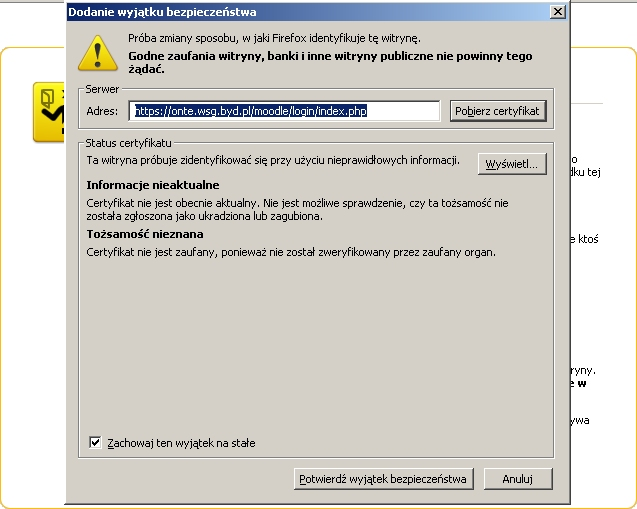 Dodanie wyjątku bezpieczeństwa
Próba zmiany sposobu, w jaki Firefox identyfikuje tę witrynę.
Godne zaufania witryny, banki i inne witryny publiczne nie powinny tego
żądać.
Serwer
Adres: https://onte.wsg.byd.pl/moodle/login/index.php Pobierz certyfikat
Status certyfikatu
Ta witryna próbuje zidentyfikować się przy użyciu nieprawidłowych informacji. Wyświetl...
Informacje nieaktualne
Certyfikat nie jest obecnie aktualny. Nie jest możliwe sprawdzenie, czy ta tożsamość nie
została zgłoszona jako ukradziona lub zagubiona.
Tożsamość nieznana
Certyfikat nie jest zaufany, ponieważ nie został zweryfikowany przez zaufany organ.
Zachowaj ten wyjątek na stałe
Potwierdź wyjątek bezpieczeństwa Anuluj
o
dku tej
e ktoś
ryny.
e w
ywa